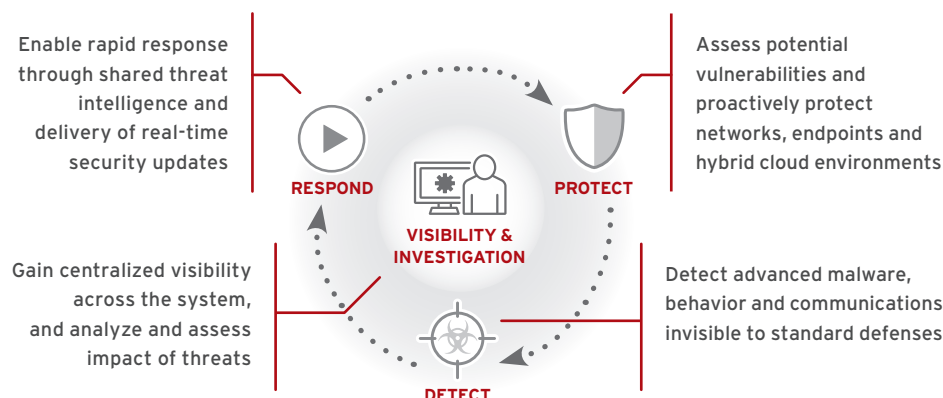 Enable rapid response
through shared threat
intelligence and
delivery of real-time
security updates
RESPOND
Assess potential
vulnerabilities and
proactively protect
networks, endpoints and
hybrid cloud environments
PROTECT
VISIBILITY &
INVESTIGATION
Gain centralized visibility
across the system,
and analyze and assess
impact of threats
Detect advanced malware,
behavior and communications
invisible to standard defenses
DETECT